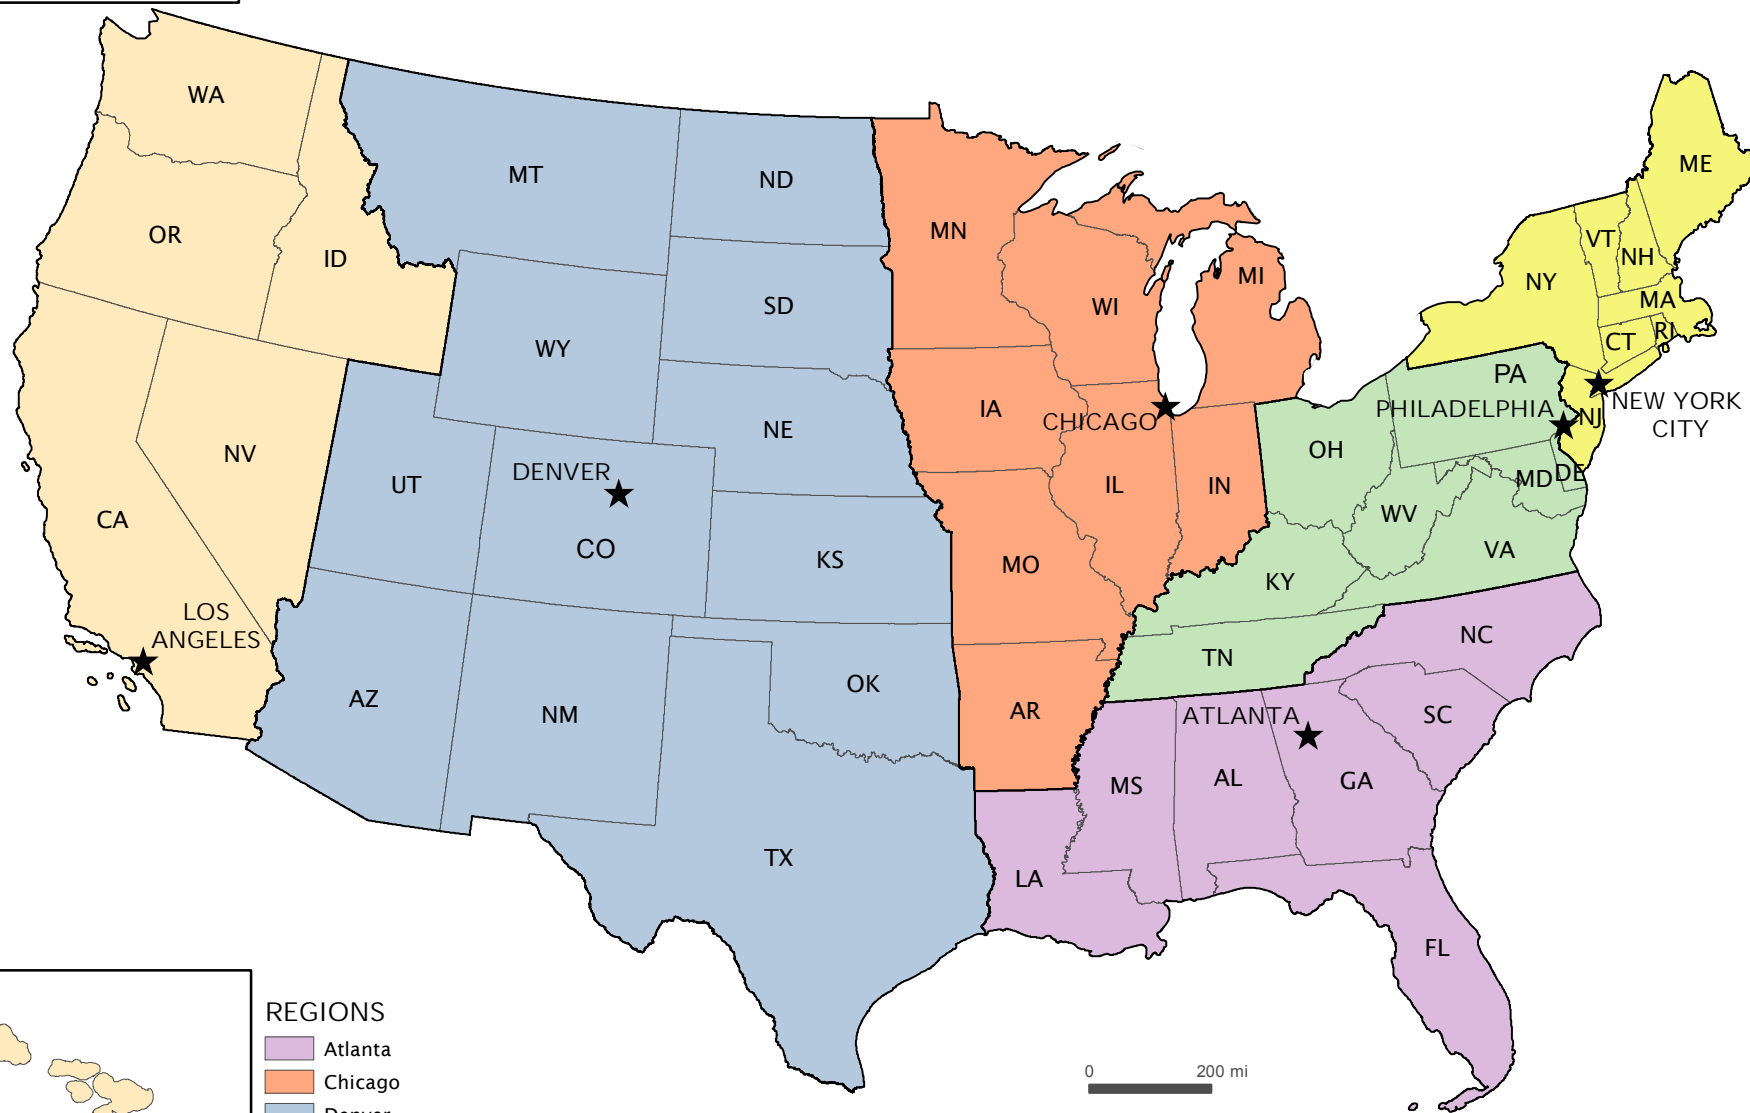 WA
MT
ND
MN
ME
OR
ID
VT
NH
NY
MI
MA
WI
SD
RI
CT
WY
PA
IA
CHICAGO
PHILADELPHIA
NJ
NEW YORK
CITY
NE
NV
OH
UT
DENVER
IL
IN
MD
DE
CA
WV
CO
KS
MO
KY
VA
LOS
ANGELES
NC
TN
AZ
NM
OK
AR
ATLANTA
SC
MS
AL
GA
TX
LA
FL
REGIONS
Atlanta
Chicago
Denver
0 200 mi